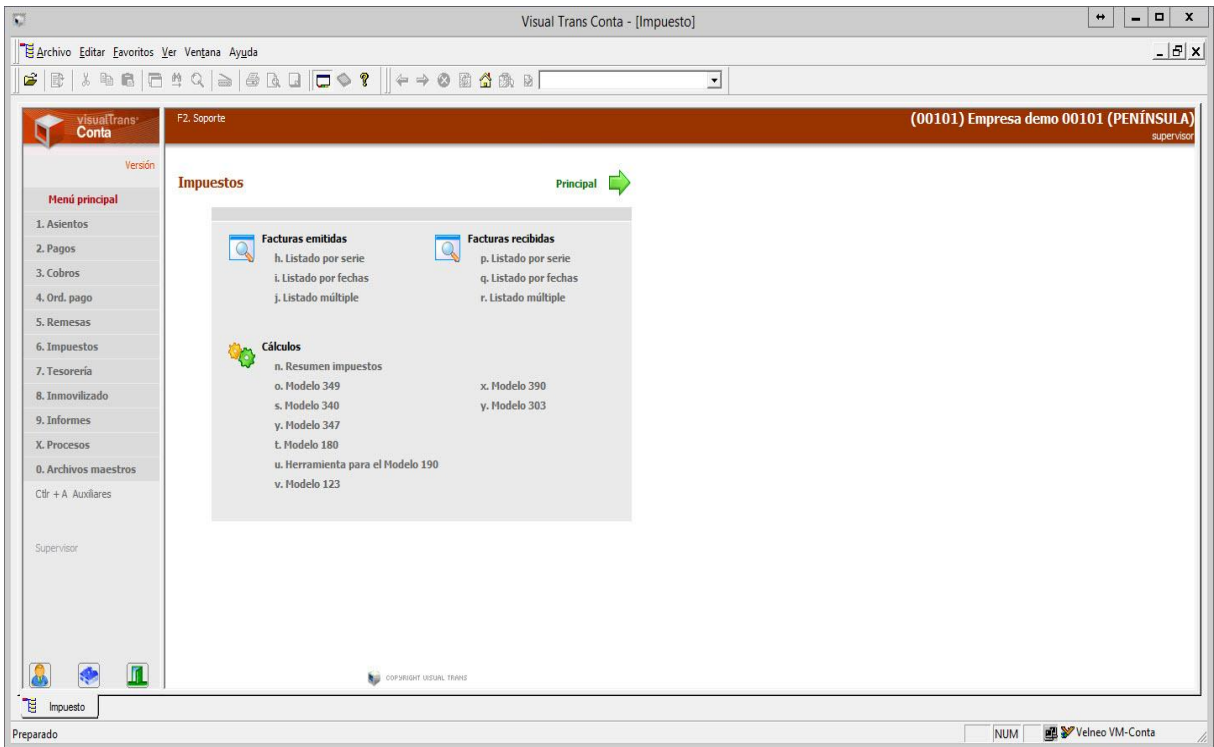 Visual Trans Conta - [Impuesto]
Archivo Editar Favoritos Ver Ventana Ayuda
visualTrans
Conta
F2. Soporte
(00101) Empresa demo 00101 (PENÍNSULA)
supervisor
Versión
Menú principal
1. Asientos
2. Pagos
3. Cobros
4. Ord. pago
5. Remesas
6. Impuestos
7. Tesorería
8. Inmovilizado
9. Informes
X. Procesos
0. Archivos maestros
Ctlr + A Auxiliares
Supervisor
Impuestos
Principal
Facturas emitidas
h. Listado por serie
i. Listado por fechas
j. Listado múltiple
Facturas recibidas
p. Listado por serie
q. Listado por fechas
r. Listado múltiple
Cálculos
n. Resumen impuestos
o. Modelo 349
s. Modelo 340
y. Modelo 347
t. Modelo 180
u. Herramienta para el Modelo 190
v. Modelo 123
x. Modelo 390
y. Modelo 303
COPYRIGHT VISUAL TRANS
Impuesto
Preparado
NUM
Velneo VM-Conta